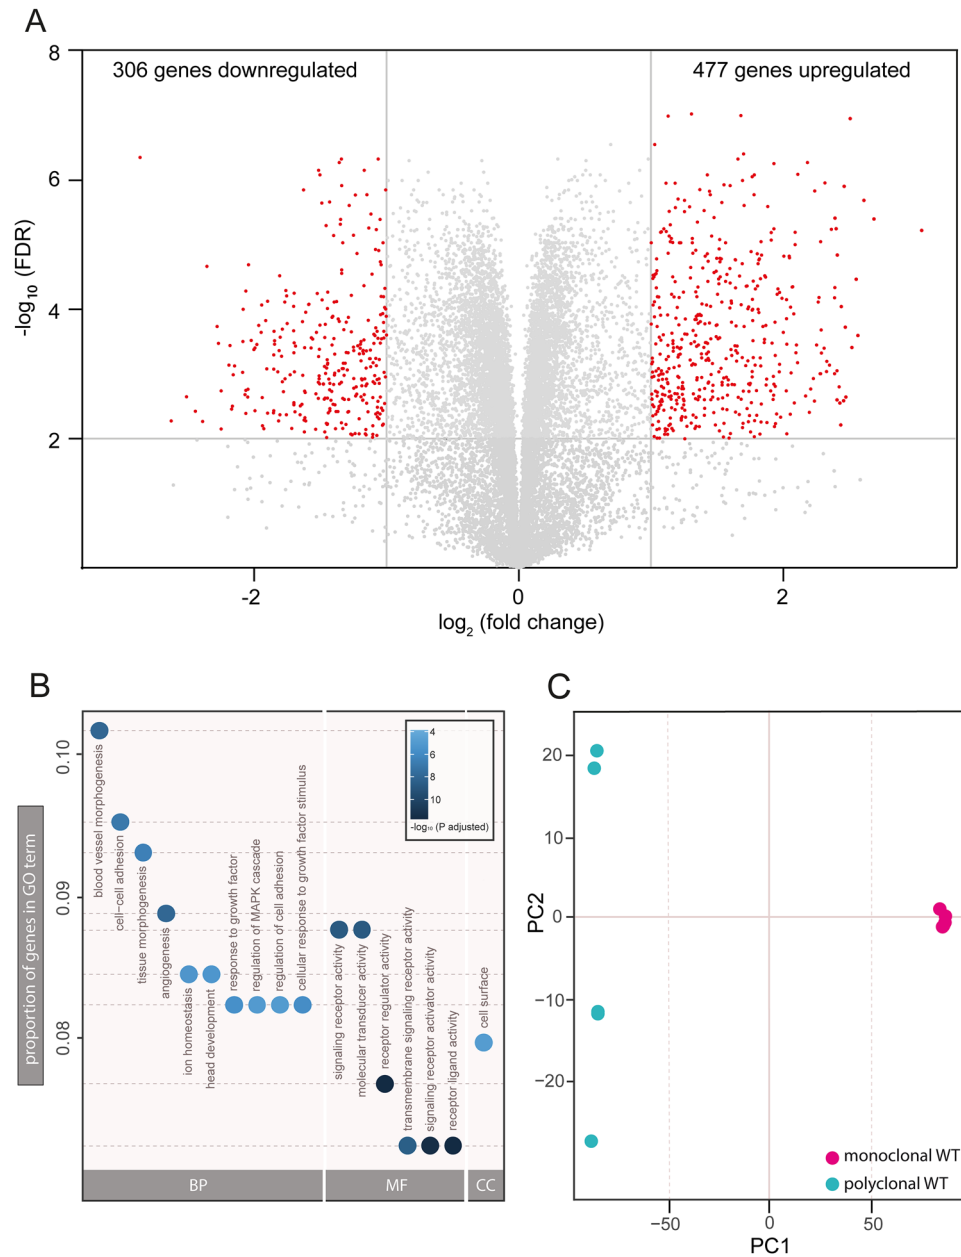 A
306 genes downregulated
477 genes upregulated
8
6
4
2
-log10 (FDR)
-2
0
2
log2 (fold change)
B
proportion of genes in GO term
0.10
0.09
0.08
blood vessel morphogenesis
cell–cell adhesion
tissue morphogenesis
angiogenesis
ion homeostasis
head development
response to growth factor
regulation of MAPK cascade
regulation of cell adhesion
cellular response to growth factor stimulus
signaling receptor activity
molecular transducer activity
receptor regulator activity
transmembrane signaling receptor activity
signaling receptor activator activity
receptor ligand activity
cell surface
4
6
8
10
-log10 (P adjusted)
BP
MF
CC
C
PC2
20
10
0
−10
−20
monoclonal WT
polyclonal WT
−50
0
50
PC1